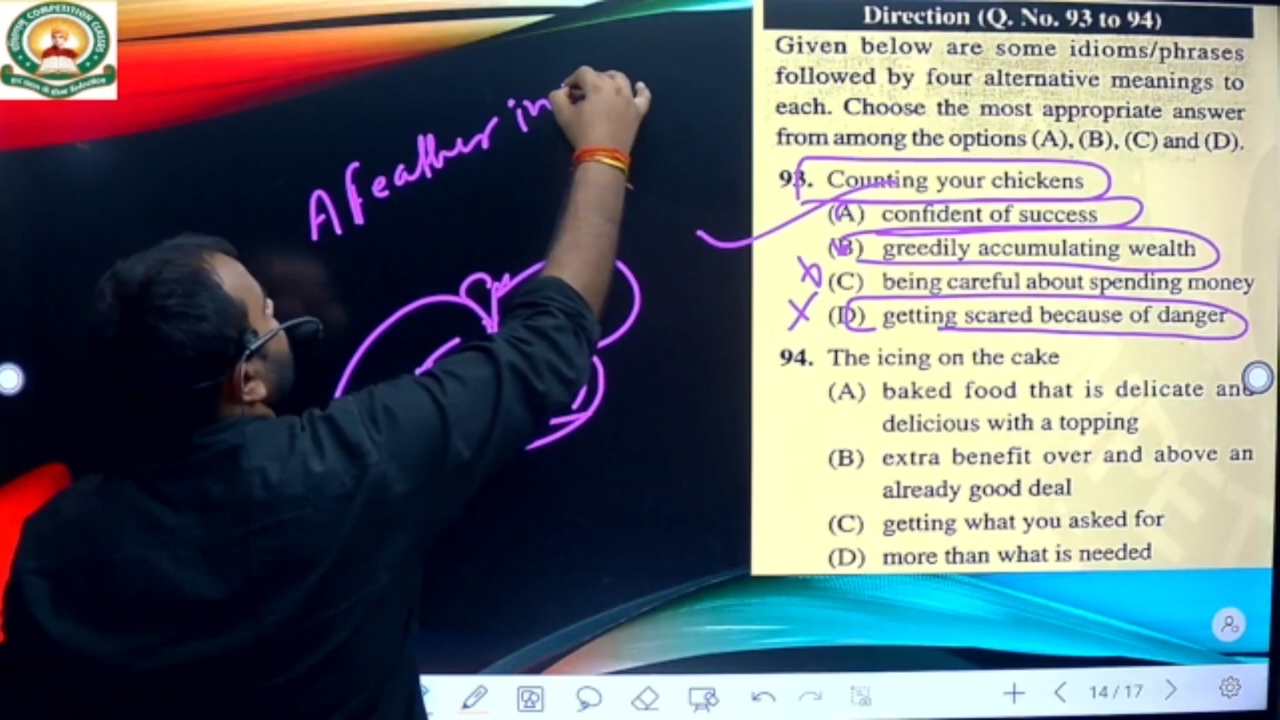 Direction (Q. No. 93 to 94)
Given below are some idioms/phrases
followed by four alternative meanings to
each. Choose the most appropriate answer
from among the options (A), (B), (C) and (D).
93. Counting your chickens
(A) confident of success
(B) greedily accumulating wealth
(C) being careful about spending money
(D) getting scared because of danger
94. The icing on the cake
(A) baked food that is delicate and
delicious with a topping
(B) extra benefit over and above an
already good deal
(C) getting what you asked for
(D) more than what is needed
A Feather in
14/17